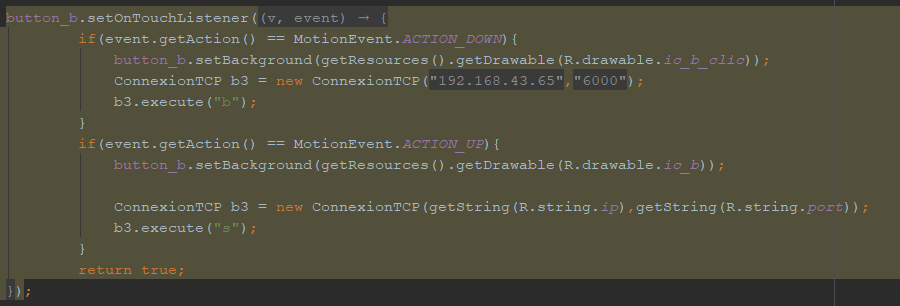 button_b.setOnTouchListener((v, event) → {
if(event.getAction() == MotionEvent.ACTION_DOWN){
button_b.setBackground(getResources().getDrawable(R.drawable.ic_b_clic));
ConnexionTCP b3 = new ConnexionTCP("192.168.43.65","6000");
b3.execute("b");
}
if(event.getAction() == MotionEvent.ACTION_UP){
button_b.setBackground(getResources().getDrawable(R.drawable.ic_b));
ConnexionTCP b3 = new ConnexionTCP(getString(R.string.ip),getString(R.string.port));
b3.execute("s");
}
return true;
});